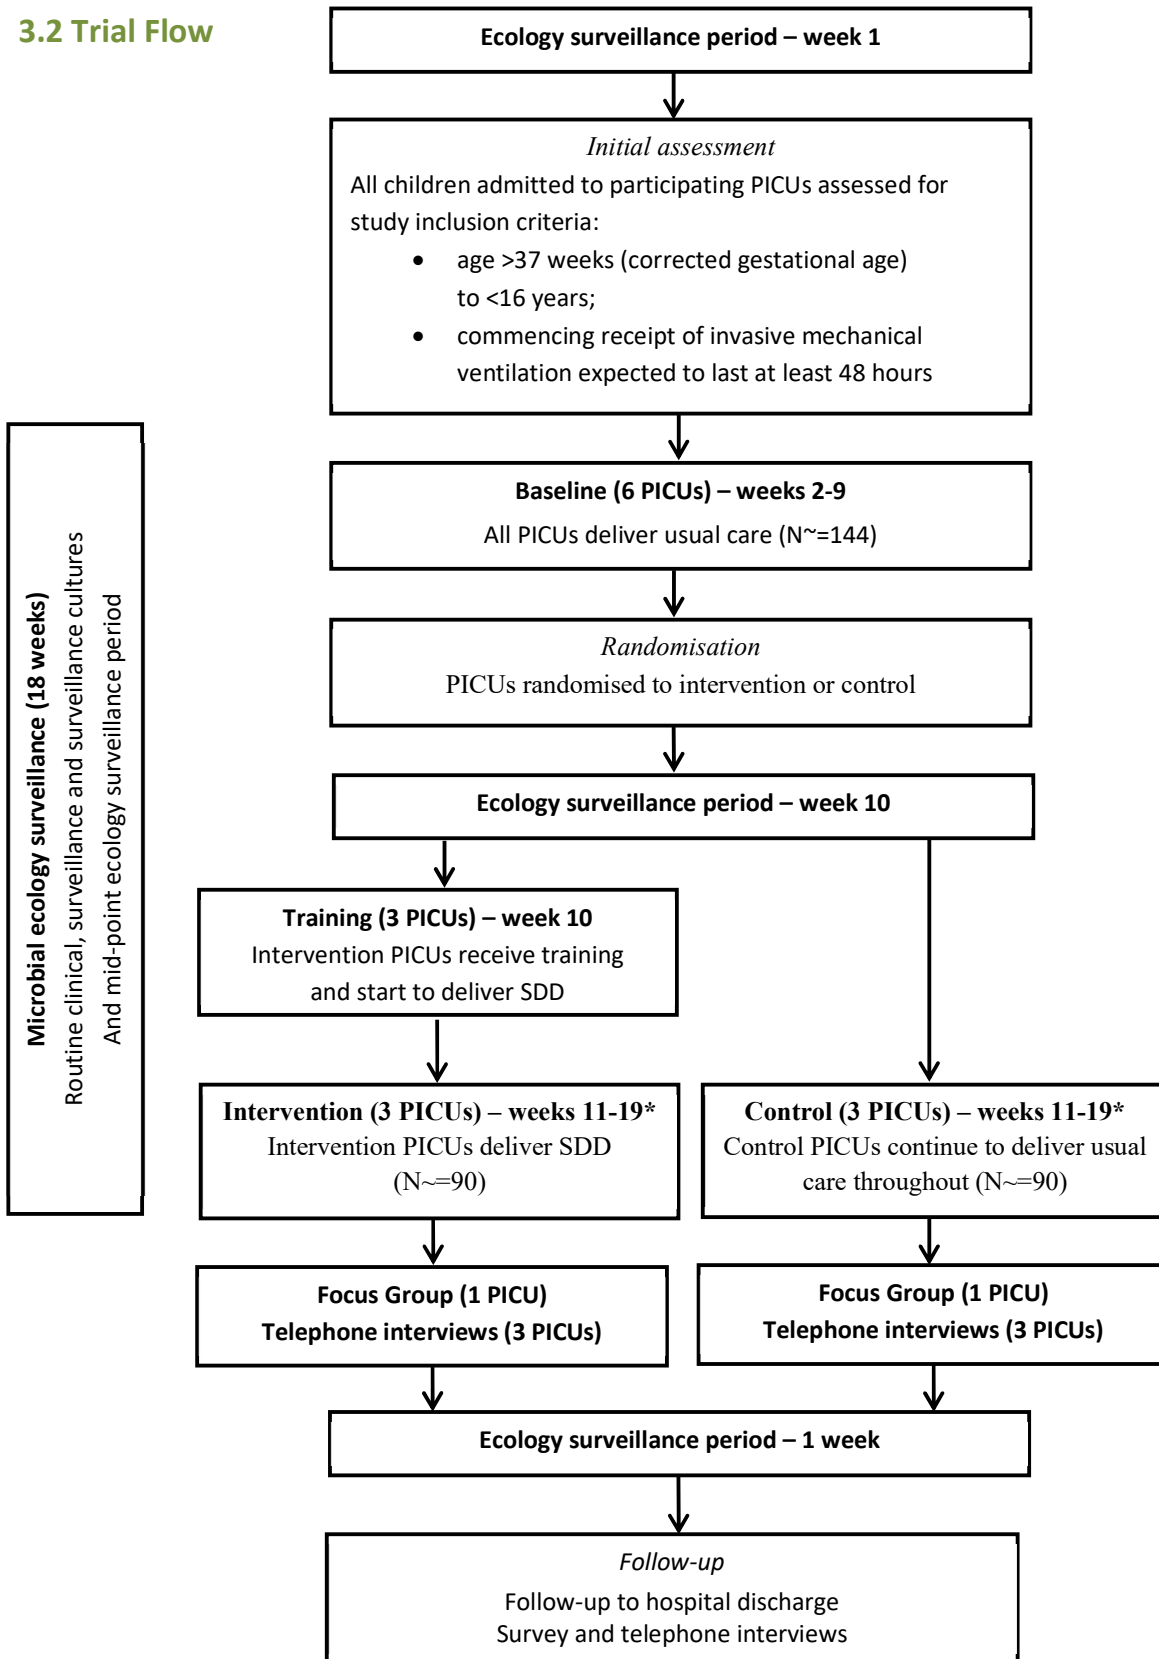 3.2 Trial Flow
Ecology surveillance period – week 1
Initial assessment
All children admitted to participating PICUs assessed for
study inclusion criteria:
• age >37 weeks (corrected gestational age)
to <16 years;
• commencing receipt of invasive mechanical
ventilation expected to last at least 48 hours
Baseline (6 PICUs) – weeks 2-9
All PICUs deliver usual care (N~=144)
Microbial ecology surveillance (18 weeks)
Routine clinical, surveillance and surveillance cultures
And mid-point ecology surveillance period
Randomisation
PICUs randomised to intervention or control
Ecology surveillance period – week 10
Training (3 PICUs) – week 10
Intervention PICUs receive training
and start to deliver SDD
Intervention (3 PICUs) – weeks 11-19*
Intervention PICUs deliver SDD
(N~=90)
Control (3 PICUs) – weeks 11-19*
Control PICUs continue to deliver usual
care throughout (N~=90)
Focus Group (1 PICU)
Telephone interviews (3 PICUs)
Focus Group (1 PICU)
Telephone interviews (3 PICUs)
Ecology surveillance period – 1 week
Follow-up
Follow-up to hospital discharge
Survey and telephone interviews